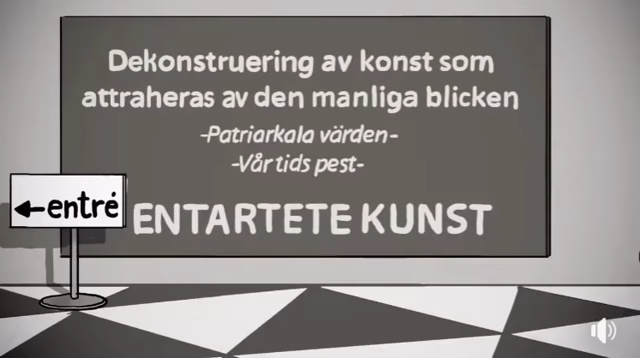 Dekonstruering av konst som
attraheras av den manliga blicken
-Patriarkala värden-
-Vår tids pest-
ENTARTETE KUNST
←entré